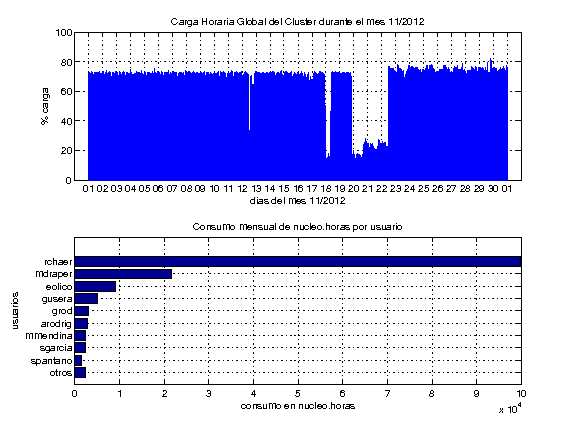 Carga Horaria Global del Cluster durante el mes 11/2012
100
80
60
40
20
0
% carga
01 02 03 04 05 06 07 08 09 10 11 12 13 14 15 16 17 18 19 20 21 22 23 24 25 26 27 28 29 30 01
dias del mes 11/2012
Consumo mensual de nucleo.horas por usuario
usuarios
rchaer
mdraper
eolico
gusera
grod
arodrig
mmendina
sgarcia
spantano
otros
0 1 2 3 4 5 6 7 8 9 10
consumo en nucleo.horas
x 10^4